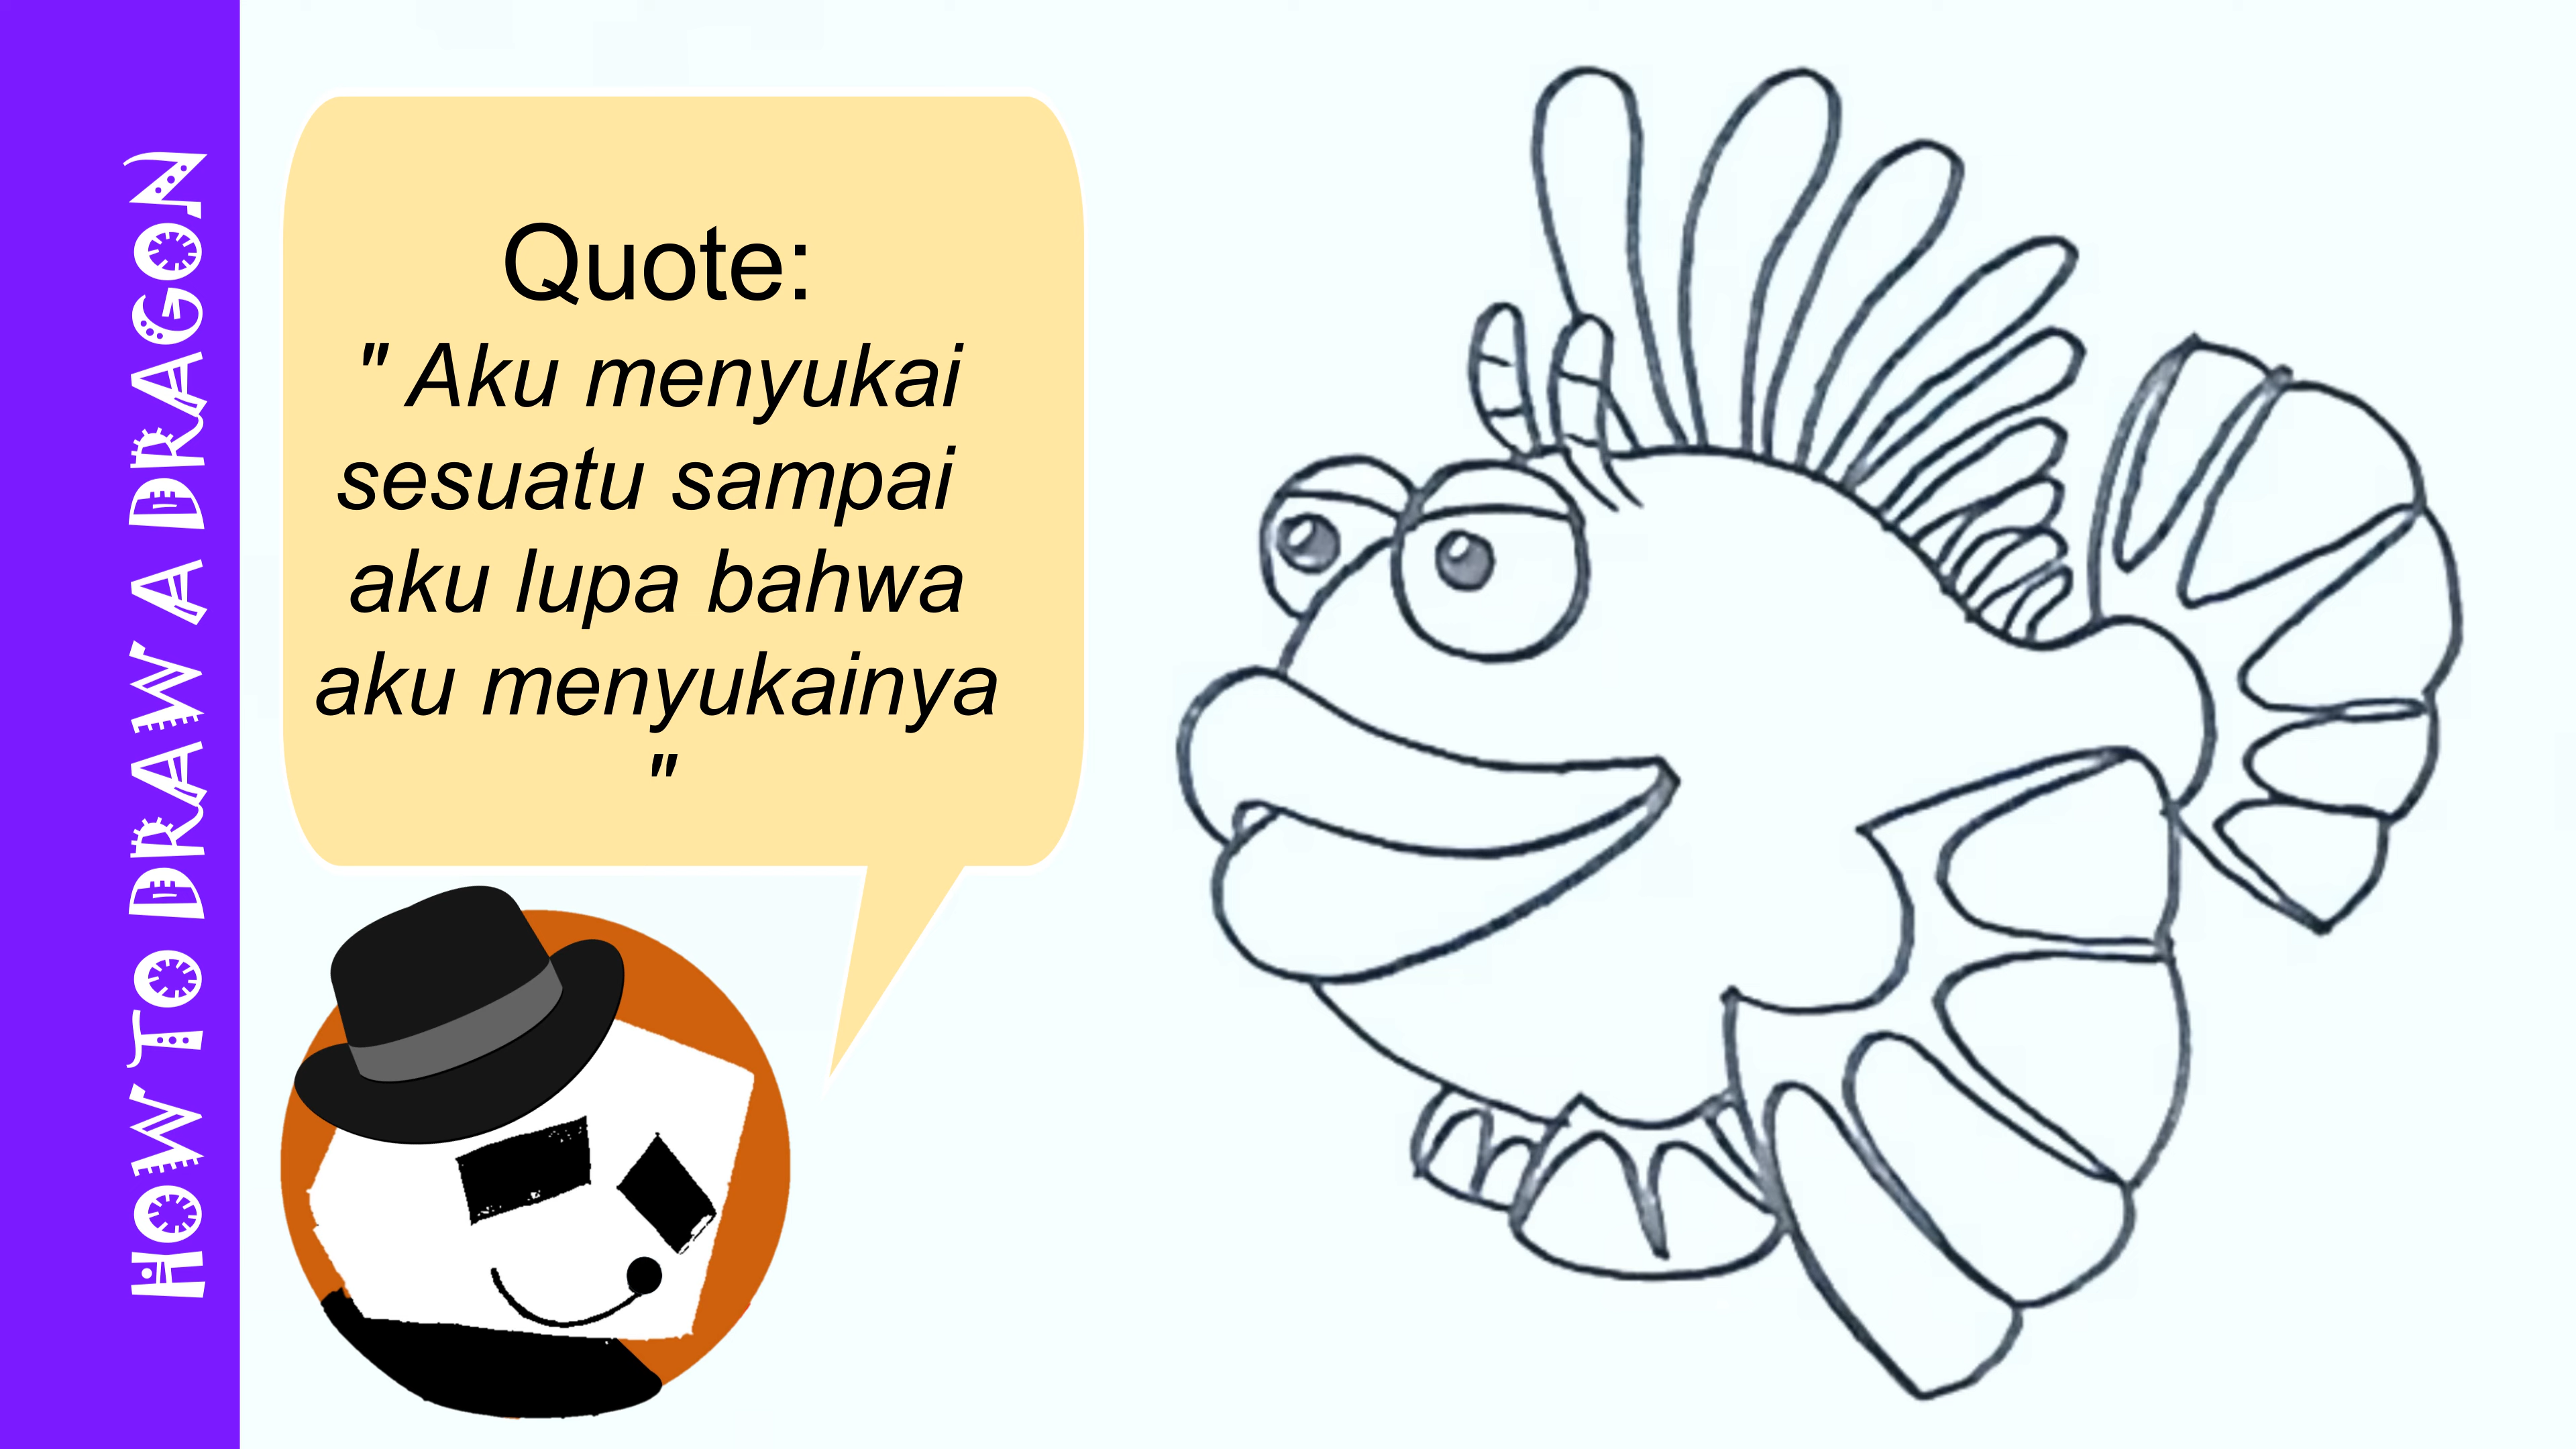 HOW TO DRAW A DRAGON
Quote:
" Aku menyukai
sesuatu sampai
aku lupa bahwa
aku menyukainya
"